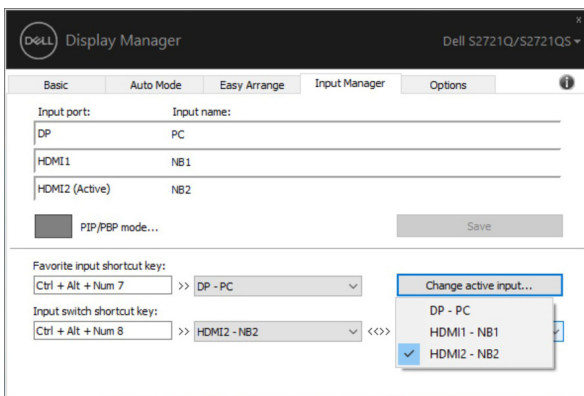 DELL Display Manager
x
Dell S2721Q/S2721QS
Basic Auto Mode Easy Arrange Input Manager Options
Input port: Input name:
DP PC
HDMI1 NB1
HDMI2 (Active) NB2
PIP/PBP mode... Save
Favorite input shortcut key:
Ctrl + Alt + Num 7 >> DP - PC Change active input...
Input switch shortcut key:
Ctrl + Alt + Num 8 >> HDMI2 - NB2 <<>>
DP - PC
HDMI1 - NB1
HDMI2 - NB2